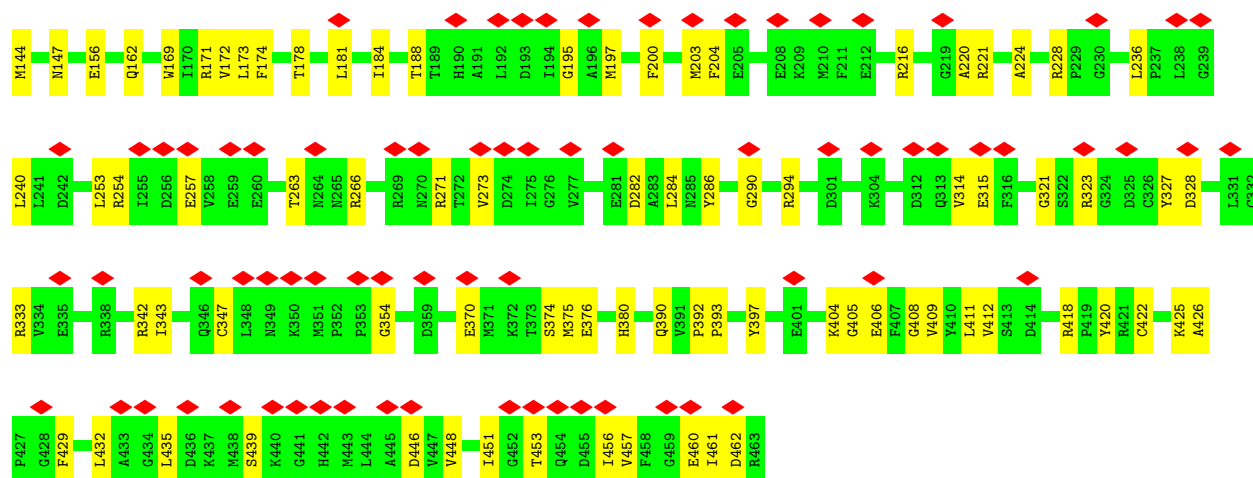 M144 N147 E156 Q162 W169 I170 R171 V172 L173 F174 T178 L181 I184 T188 T189 H190 A191 L192 D193 I194 G195 A196 M197 F200 M203 F204 E205 E208 K209 M210 F211 E212 R216 G219 A220 R221 A224 R228 P229 G230 L236 P237 L238 G239
L240 L241 D242 L253 R254 I255 D256 E257 V258 E259 E260 T263 N264 N265 R266 R269 N270 R271 T272 V273 D274 I275 G276 V277 E281 D282 A283 L284 N285 Y286 G290 R294 D301 K304 D312 Q313 V314 E315 F316 G321 S322 R323 G324 D325 C326 Y327 D328 L331 C332
R333 V334 E335 R338 R342 I343 Q346 C347 L348 N349 K350 M351 P352 P353 G354 D359 E370 M371 K372 T373 S374 M375 E376 H380 Q390 V391 P392 P393 Y397 E401 K404 G405 E406 F407 G408 V409 Y410 L411 V412 S413 D414 R418 P419 Y420 R421 C422 K425 A426
P427 G428 F429 L432 A433 G434 L435 D436 K437 M438 S439 K440 G441 H442 M443 L444 A445 D446 V447 V448 I451 G452 T453 Q454 D455 I456 V457 F458 G459 E460 I461 D462 R463